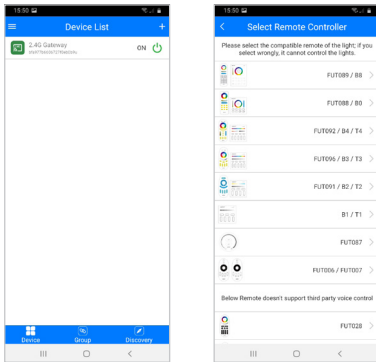 15:50
Device List
+
2.4G Gateway
ON
Device
Group
Discovery
15:50
Select Remote Controller
Please select the compatible remote of the light; if you
select wrongly, it cannot control the lights.
FUT089 / B8
FUT088 / B0
FUT092 / B4 / T4
FUT096 / B3 / T3
FUT091 / B2 / T2
B1 / T1
FUT087
FUT006 / FUT007
Below Remote doesn't support third party voice control
FUT028